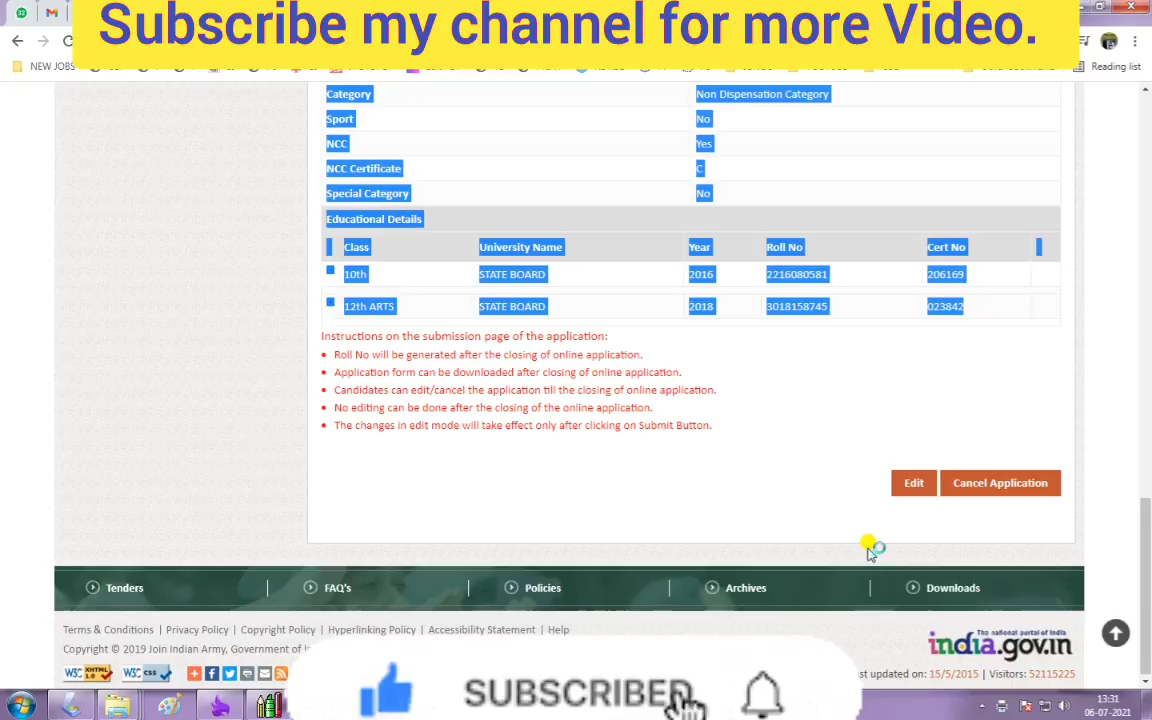 Subscribe my channel for more Video.
NEW JOBS
Reading list
Category Non Dispensation Category
Sport No
NCC Yes
NCC Certificate C
Special Category No
Educational Details
Class University Name Year Roll No Cert No
10th STATE BOARD 2016 2216080581 206169
12th ARTS STATE BOARD 2018 3018158745 023842
Instructions on the submission page of the application:
• Roll No will be generated after the closing of online application.
• Application form can be downloaded after closing of online application.
• Candidates can edit/cancel the application till the closing of online application.
• No editing can be done after the closing of the online application.
• The changes in edit mode will take effect only after clicking on Submit Button.
Edit Cancel Application
Tenders FAQ's Policies Archives Downloads
Terms & Conditions | Privacy Policy | Copyright Policy | Hyperlinking Policy | Accessibility Statement | Help
Copyright © 2019 Join Indian Army, Government of
The national portal of India
india.gov.in
W3C XHTML 1.0 W3C css
updated on: 15/5/2015 | Visitors: 52115225
SUBSCRIBED
13:31
06-07-2021